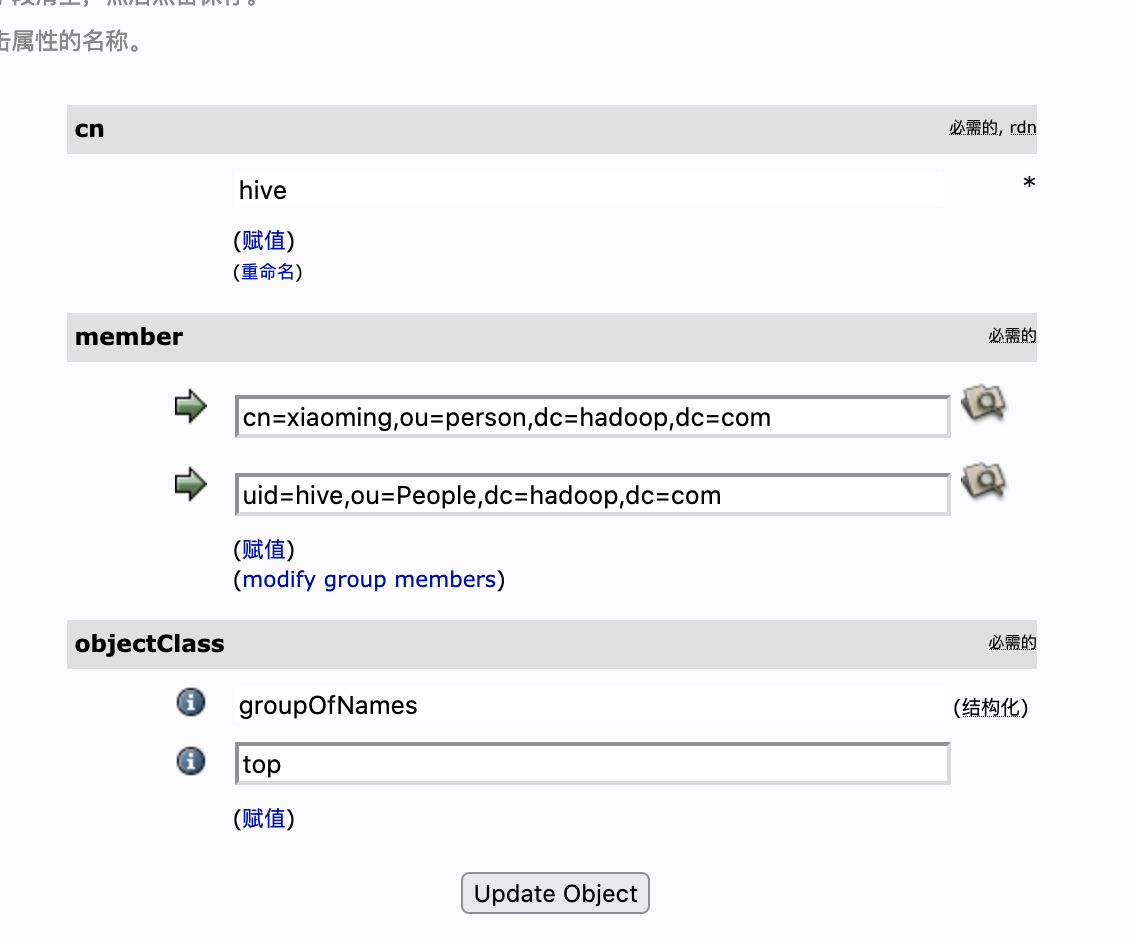 击属性的名称。
cn 必需的, rdn
hive *
(赋值)
(重命名)
member 必需的
cn=xiaoming,ou=person,dc=hadoop,dc=com
uid=hive,ou=People,dc=hadoop,dc=com
(赋值)
(modify group members)
objectClass 必需的
groupOfNames (结构化)
top
(赋值)
Update Object